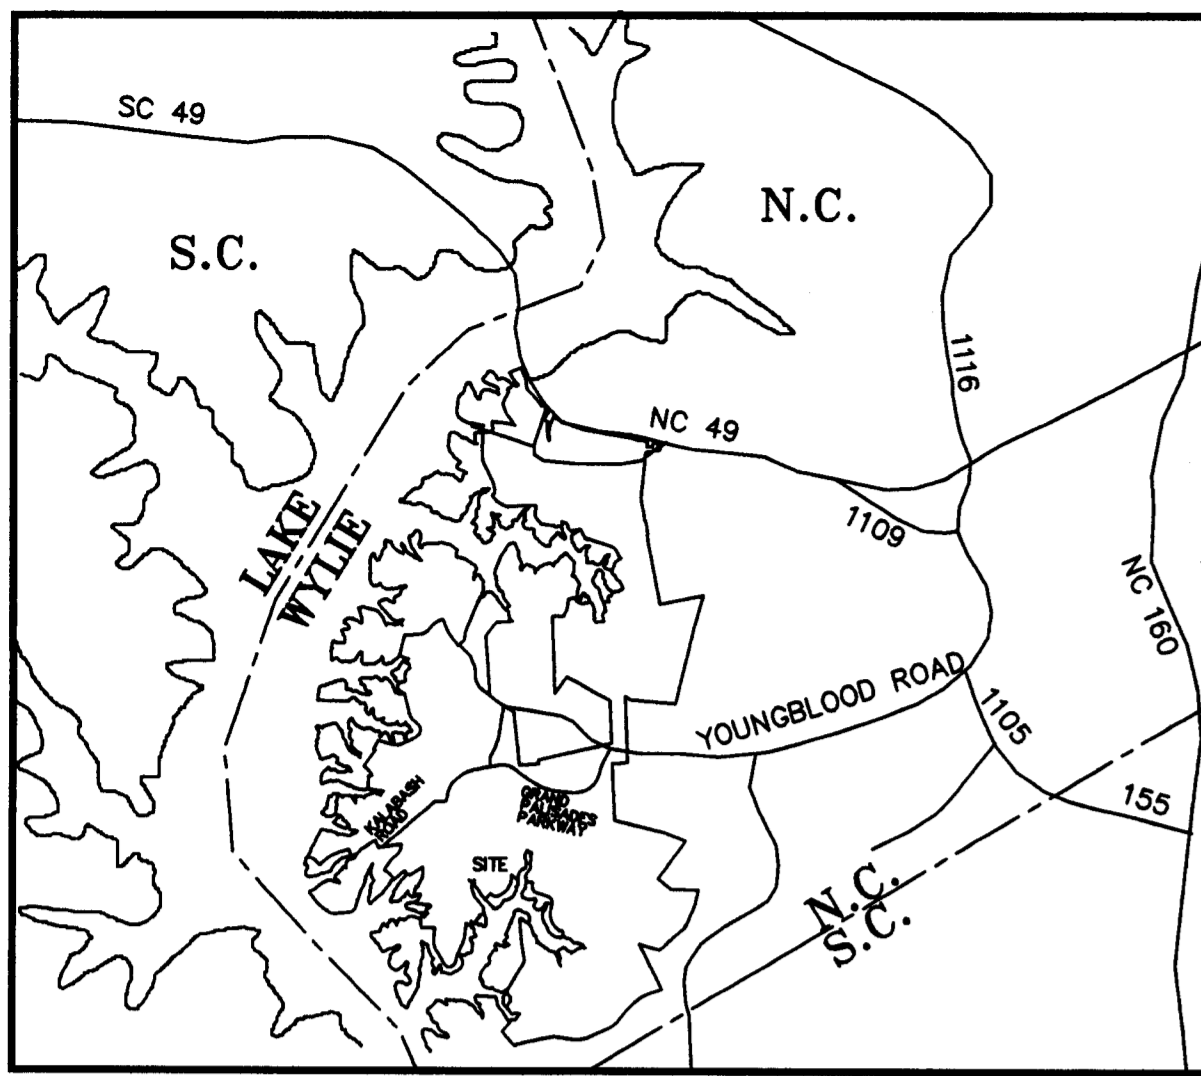 SC 49
N.C.
S.C.
1116
NC 49
LAKE
WYLIE
1109
NC 160
YOUNGBLOOD ROAD
1105
KALABASH
ROAD
GRAND
PALISADES
PARKWAY
155
SITE
N.C.
S.C.